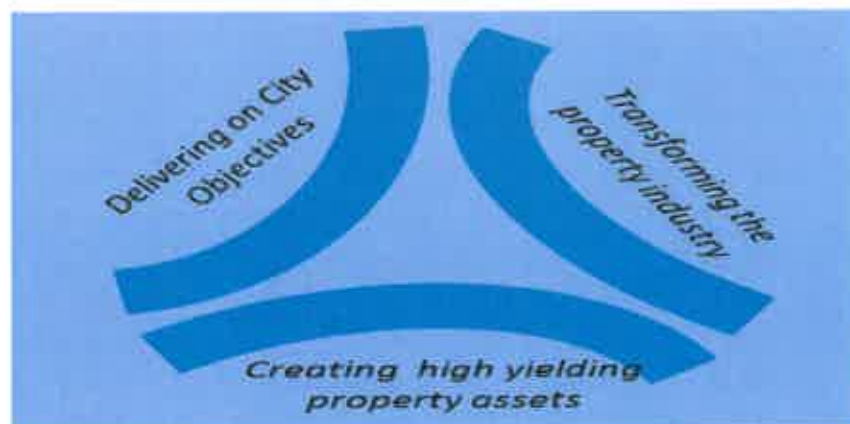 Delivering on City
Objectives
Transforming the
property industry
Creating high yielding
property assets